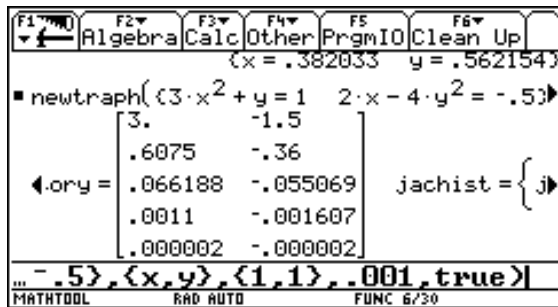 F1 F2 F3 F4 F5 F6
Algebra Calc Other PrgmIO Clean Up
{x = .382033 y = .562154}
■ newtraph({3·x² + y = 1 2·x - 4·y² = -.5}
3. -1.5
.6075 -.36
.066188 -.055069
.0011 -.001607
.000002 -.000002
◀.ory = jachist = { j▶
…-.5},{x,y},{1,1},.001,true)
MATHTOOL RAD AUTO FUNC 6/30